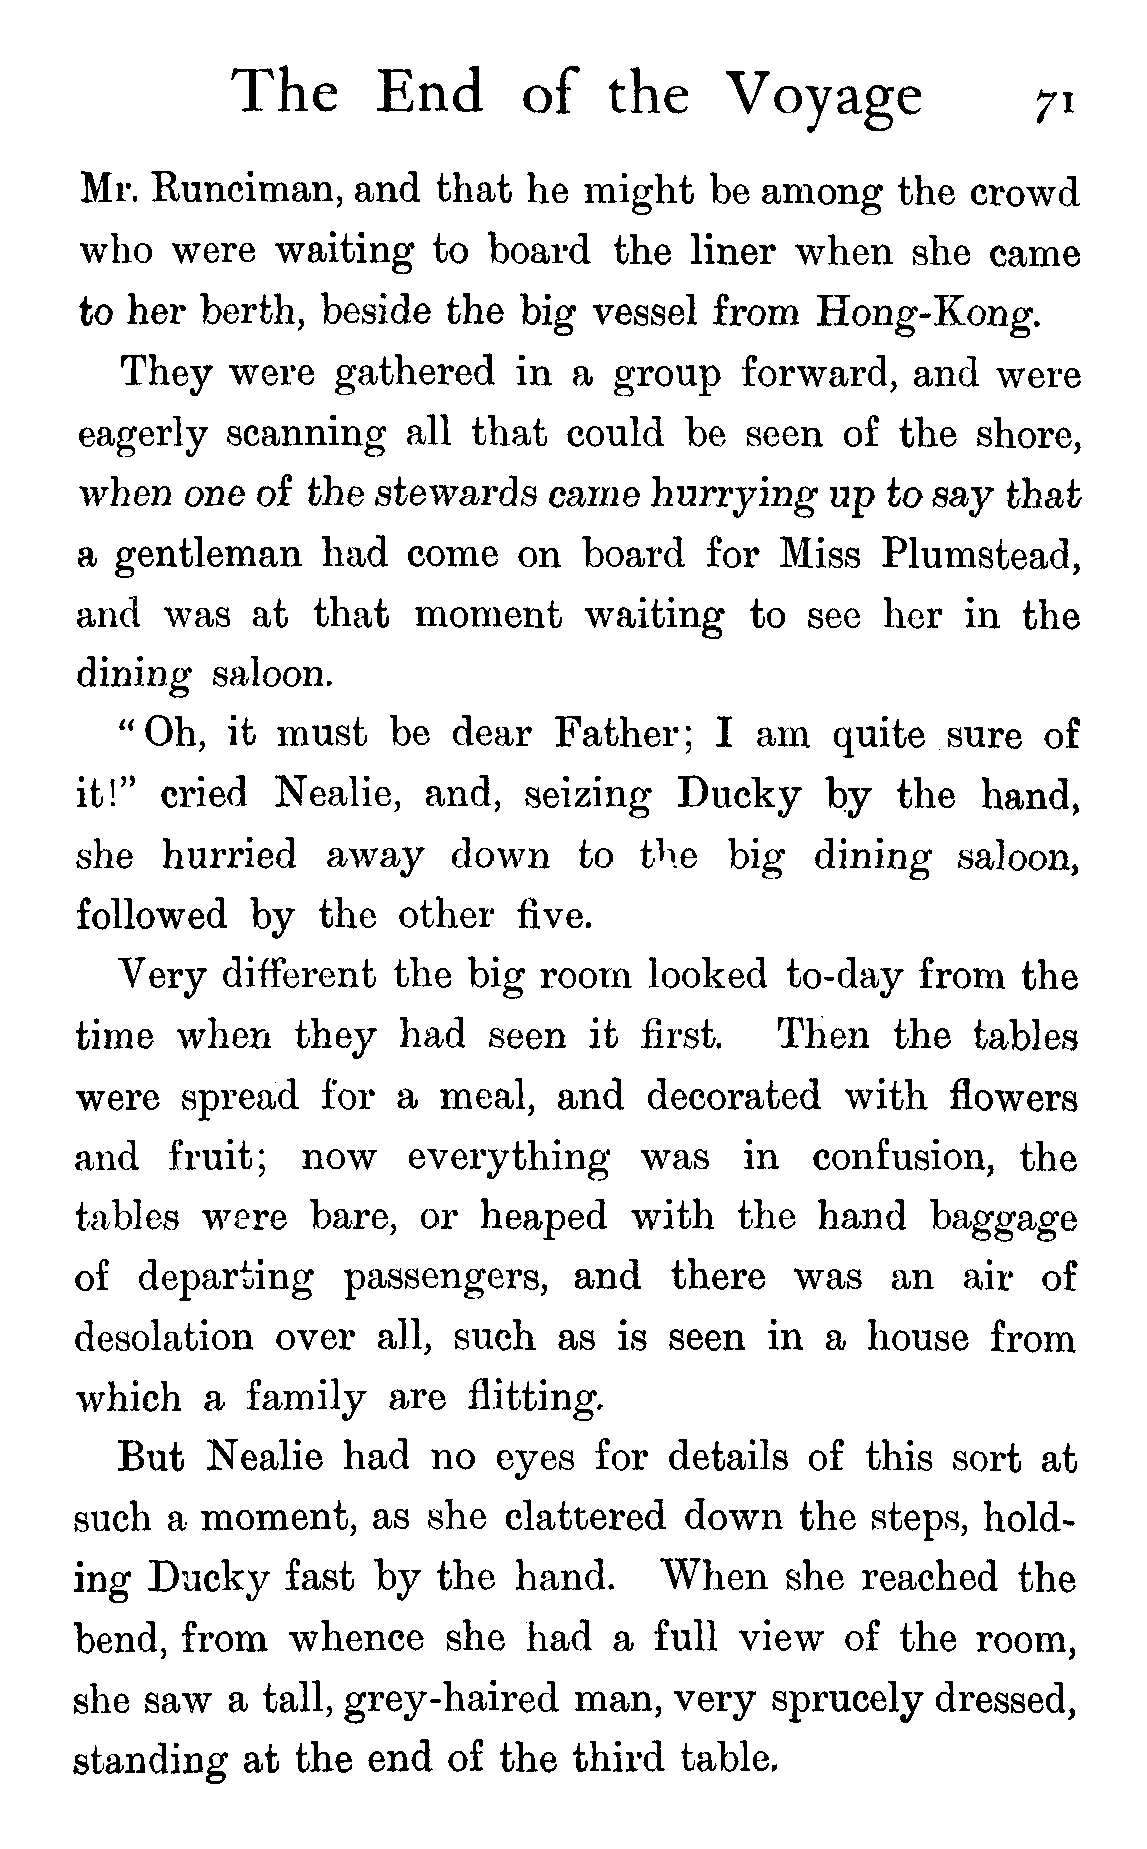 The End of the Voyage 71
Mr. Runciman, and that he might be among the crowd
who were waiting to board the liner when she came
to her berth, beside the big vessel from Hong-Kong.
They were gathered in a group forward, and were
eagerly scanning all that could be seen of the shore,
when one of the stewards came hurrying up to say that
a gentleman had come on board for Miss Plumstead,
and was at that moment waiting to see her in the
dining saloon.
"Oh, it must be dear Father; I am quite sure of
it!" cried Nealie, and, seizing Ducky by the hand,
she hurried away down to the big dining saloon,
followed by the other five.
Very different the big room looked to-day from the
time when they had seen it first. Then the tables
were spread for a meal, and decorated with flowers
and fruit; now everything was in confusion, the
tables were bare, or heaped with the hand baggage
of departing passengers, and there was an air of
desolation over all, such as is seen in a house from
which a family are flitting.
But Nealie had no eyes for details of this sort at
such a moment, as she clattered down the steps, hold-
ing Ducky fast by the hand. When she reached the
bend, from whence she had a full view of the room,
she saw a tall, grey-haired man, very sprucely dressed,
standing at the end of the third table.